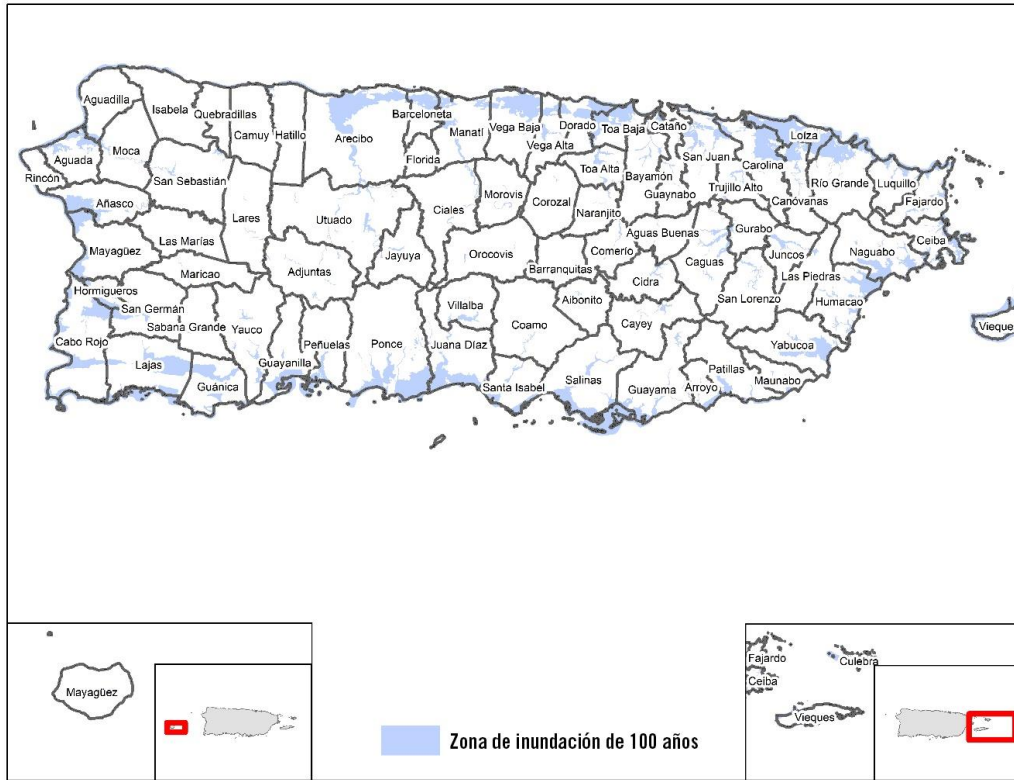 Aguadilla
Isabela
Quebradillas
Camuy
Hatillo
Arecibo
Barceloneta
Manatí
Vega Baja
Vega Alta
Dorado
Toa Baja
Cataño
San Juan
Carolina
Loíza
Aguada
Moca
Rincón
San Sebastián
Florida
Toa Alta
Bayamón
Guaynabo
Trujillo Alto
Canóvanas
Río Grande
Luquillo
Fajardo
Añasco
Lares
Utuado
Ciales
Morovis
Corozal
Naranjito
Aguas Buenas
Gurabo
Ceiba
Mayagüez
Las Marías
Maricao
Adjuntas
Jayuya
Orocovis
Barranquitas
Comerío
Cidra
Caguas
Juncos
Las Piedras
Naguabo
Humacao
Hormigueros
San Germán
Sabana Grande
Yauco
Villalba
Aibonito
San Lorenzo
Vieques
Cabo Rojo
Lajas
Guánica
Guayanilla
Peñuelas
Ponce
Juana Díaz
Coamo
Cayey
Yabucoa
Santa Isabel
Salinas
Guayama
Arroyo
Patillas
Maunabo
Mayagüez
Fajardo
Ceiba
Culebra
Vieques
Zona de inundación de 100 años